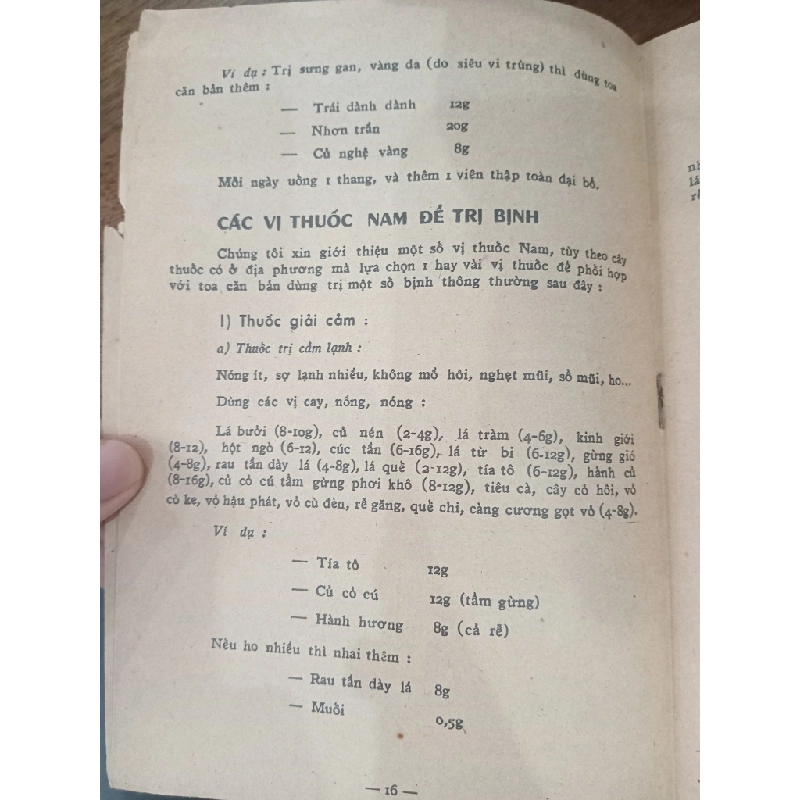 Ví dụ : Trị sưng gan, vàng da (do siêu vi trùng) thì dùng toa
căn bản thêm :
— Trái dành dành 12g
— Nhơn trần 20g
— Củ nghệ vàng 8g
Mỗi ngày uống 1 thang, và thêm 1 viên thập toàn đại bổ.
CÁC VỊ THUỐC NAM ĐỂ TRỊ BỊNH
Chúng tôi xin giới thiệu một số vị thuốc Nam, tùy theo cây
thuốc có ở địa phương mà lựa chọn 1 hay vài vị thuốc để phối hợp
với toa căn bản dùng trị một số bịnh thông thường sau đây :
1) Thuốc giải cảm :
a) Thuốc trị cảm lạnh :
Nóng ít, sợ lạnh nhiều, không mồ hôi, nghẹt mũi, sổ mũi, ho...
Dùng các vị cay, nồng, nóng :
Lá bưởi (8-10g), củ nén (2-4g), lá tràm (4-6g), kinh giới
(8-12), hột ngò (6-12), cúc tần (6-16g), lá từ bi (6-12g), gừng gió
(4-8g), rau tần dày lá (4-8g), lá quế (2-12g), tía tô (6-12g), hành củ
(8-16g), củ cỏ cú tẩm gừng phơi khô (8-12g), tiêu cà, cây cỏ hôi, vỏ
cò ke, vỏ hậu phát, vỏ cù đèn, rễ găng, quế chi, càng cương gọt vỏ (4-8g).
Ví dụ :
— Tía tô 12g
— Củ cỏ cú 12g (tẩm gừng)
— Hành hương 8g (cả rễ)
Nếu ho nhiều thì nhai thêm :
— Rau tần dày lá 8g
— Muối 0,5g
— 16 —